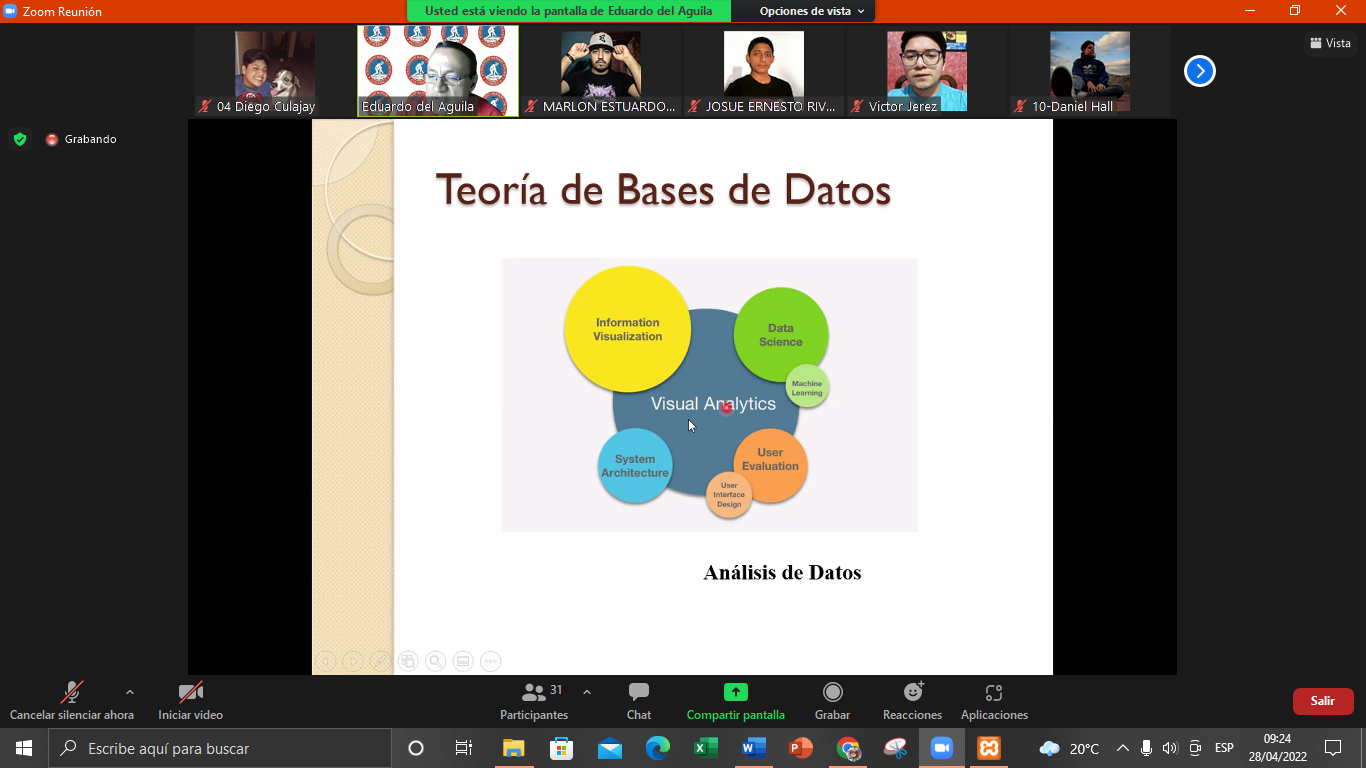 Zoom Reunión
Usted está viendo la pantalla de Eduardo del Aguila
Opciones de vista
Vista
04 Diego Culajay
Eduardo del Aguila
MARLON ESTUARDO...
JOSUE ERNESTO RIV...
Victor Jerez
10-Daniel Hall
Grabando
Teoría de Bases de Datos
Information
Visualization
Data
Science
Machine
Learning
Visual Analytics
System
Architecture
User
Evaluation
User
Interface
Design
Análisis de Datos
Cancelar silenciar ahora
Iniciar video
31
Participantes
Chat
Compartir pantalla
Grabar
Reacciones
Aplicaciones
Salir
Escribe aquí para buscar
20°C
ESP
09:24
28/04/2022